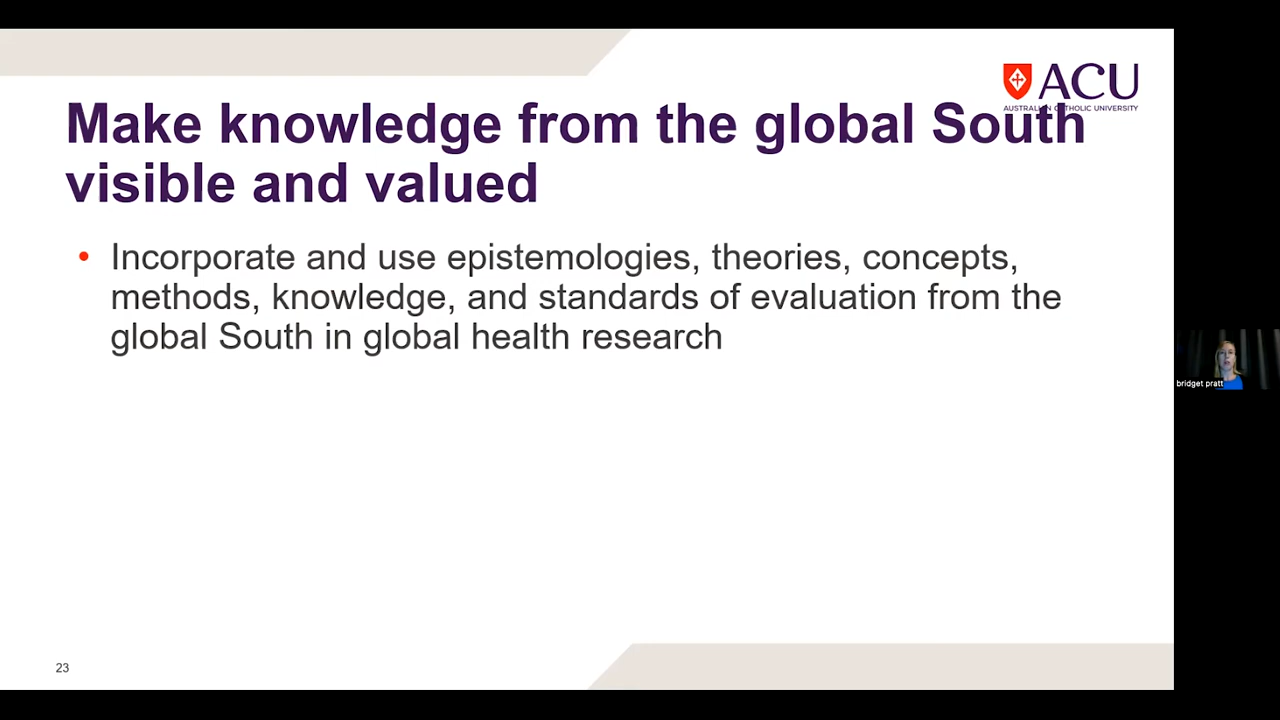 ACU
AUSTRALIAN CATHOLIC UNIVERSITY
Make knowledge from the global South
visible and valued
• Incorporate and use epistemologies, theories, concepts,
methods, knowledge, and standards of evaluation from the
global South in global health research
bridget pratt
23